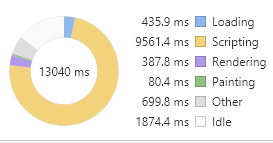 435.9 ms Loading
9561.4 ms Scripting
387.8 ms Rendering
13040 ms
80.4 ms Painting
699.8 ms Other
1874.4 ms Idle